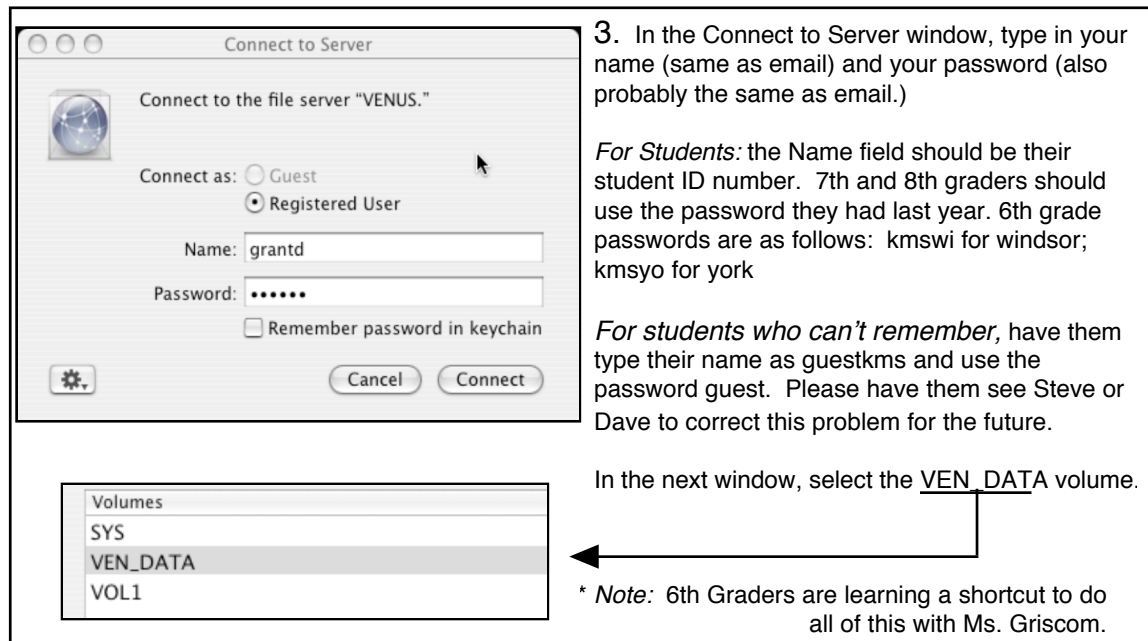 Connect to Server
Connect to the file server “VENUS.”
Connect as: Guest
Registered User
Name: grantd
Password: ••••••
Remember password in keychain
Cancel Connect
3. In the Connect to Server window, type in your
name (same as email) and your password (also
probably the same as email.)
For Students: the Name field should be their
student ID number. 7th and 8th graders should
use the password they had last year. 6th grade
passwords are as follows: kmswi for windsor;
kmsyo for york
For students who can’t remember, have them
type their name as guestkms and use the
password guest. Please have them see Steve or
Dave to correct this problem for the future.
In the next window, select the VEN_DATA volume.
Volumes
SYS
VEN_DATA
VOL1
* Note: 6th Graders are learning a shortcut to do
all of this with Ms. Griscom.